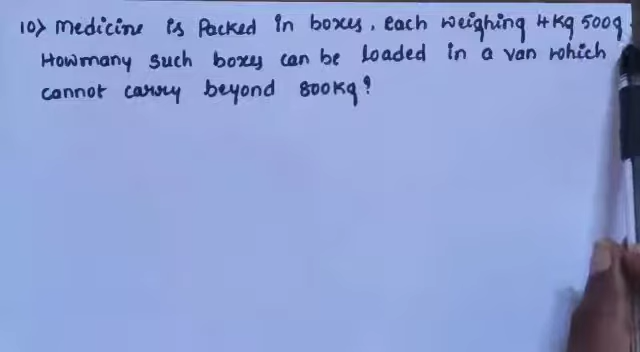 10) Medicine is Packed in boxes, each weighing 4Kg 500g.
Howmany such boxes can be loaded in a van which
cannot carry beyond 800Kg?